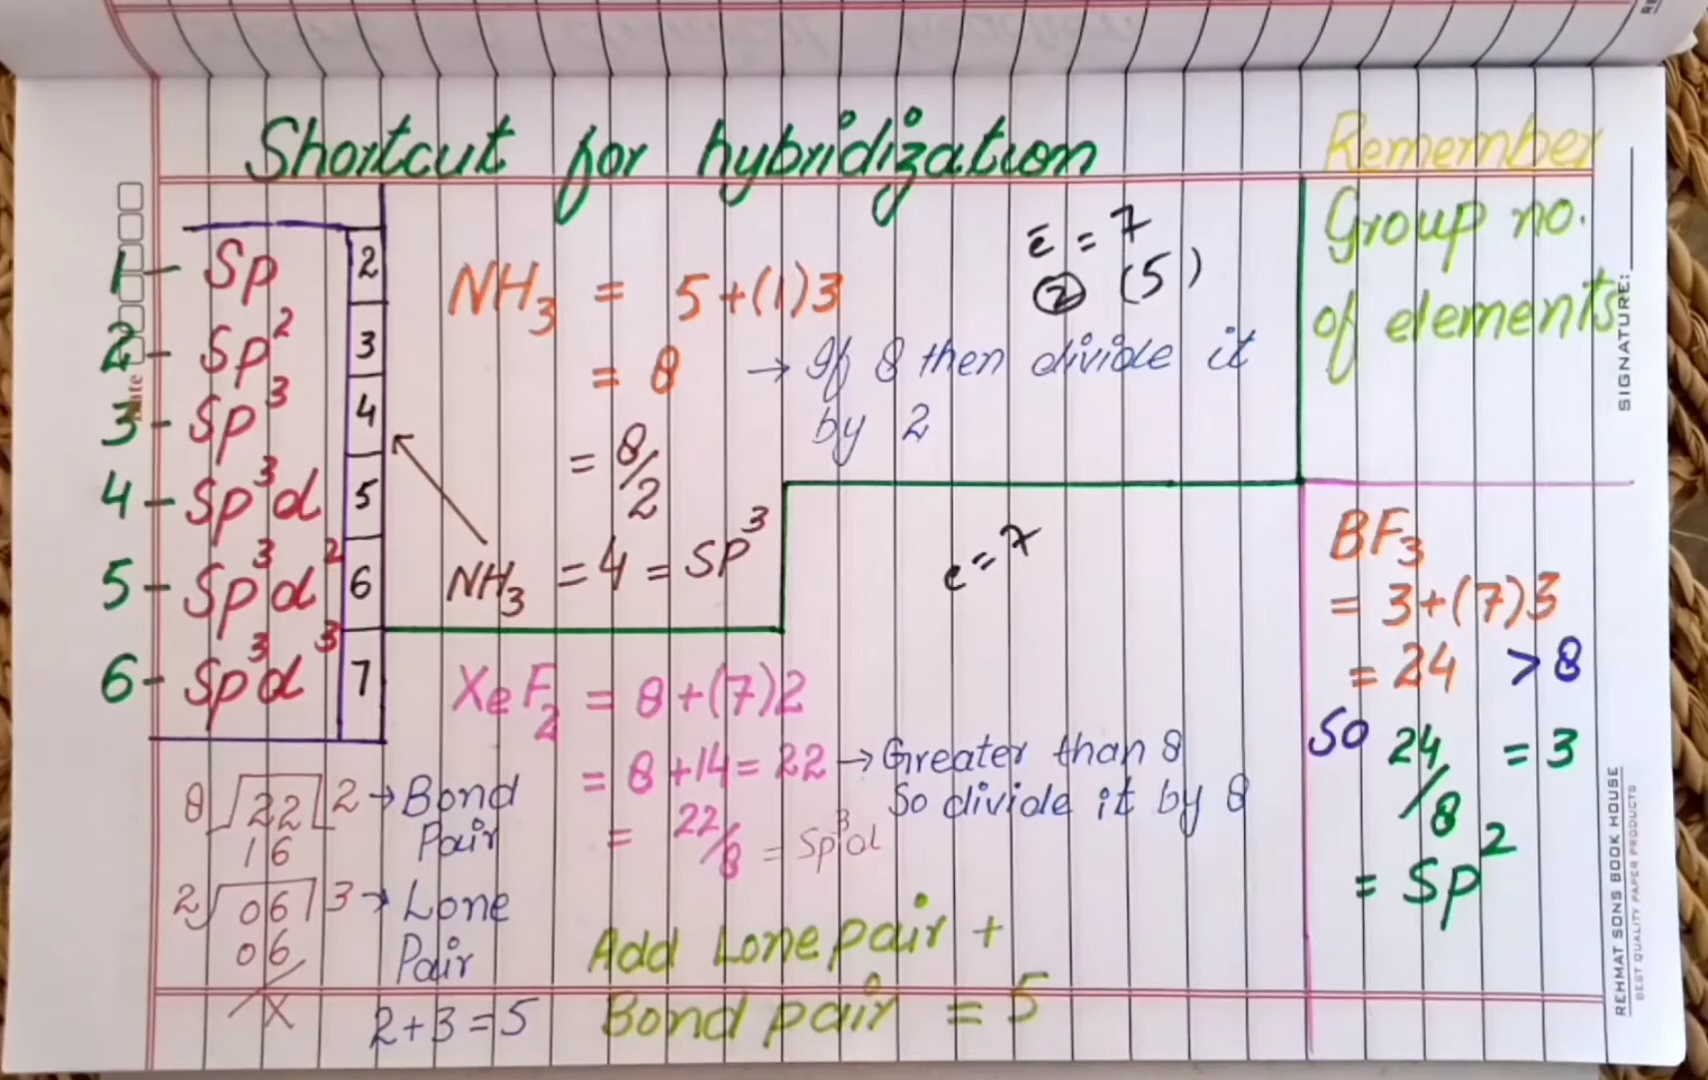 Shortcut for hybridization
Remember
Group no.
of elements
1- Sp 2
2- Sp² 3
3- Sp³ 4
4- Sp³d 5
5- Sp³d² 6
6- Sp³d³ 7
NH₃ = 5+(1)3
= 8 → If 8 then divide it
by 2
= 8/2
NH₃ = 4 = SP³
ē = 7
② (5)
e = 7
XeF₂ = 8+(7)2
= 8+14 = 22 → Greater than 8
So divide it by 8
= 22/8 = Sp³d
8 22 2 → Bond
Pair
16
2 06 3 → Lone
Pair
06
X
2+3=5
Add Lone pair +
Bond pair = 5
BF₃
= 3+(7)3
= 24 >8
So 24/8 = 3
= Sp²
SIGNATURE:
REHMAT SONS BOOK HOUSE
BEST QUALITY PAPER PRODUCTS